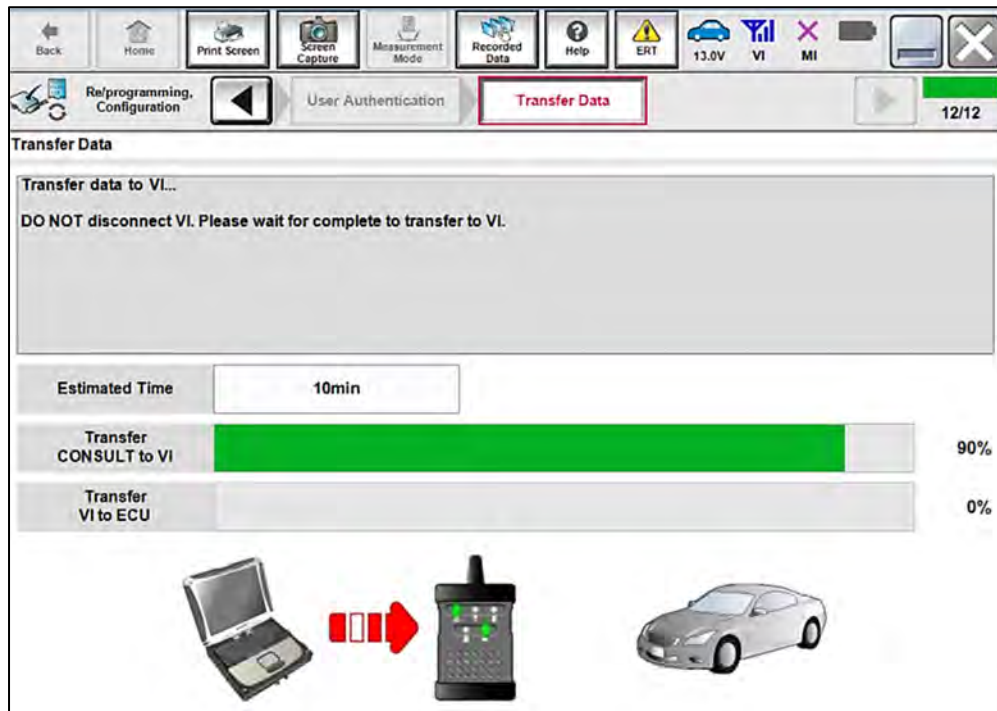 Back
Home
Print Screen
Screen
Capture
Measurement
Mode
Recorded
Data
Help
ERT
13.0V
VI
MI
Re/programming,
Configuration
User Authentication
Transfer Data
12/12
Transfer Data
Transfer data to VI...
DO NOT disconnect VI. Please wait for complete to transfer to VI.
Estimated Time
10min
Transfer
CONSULT to VI
90%
Transfer
VI to ECU
0%